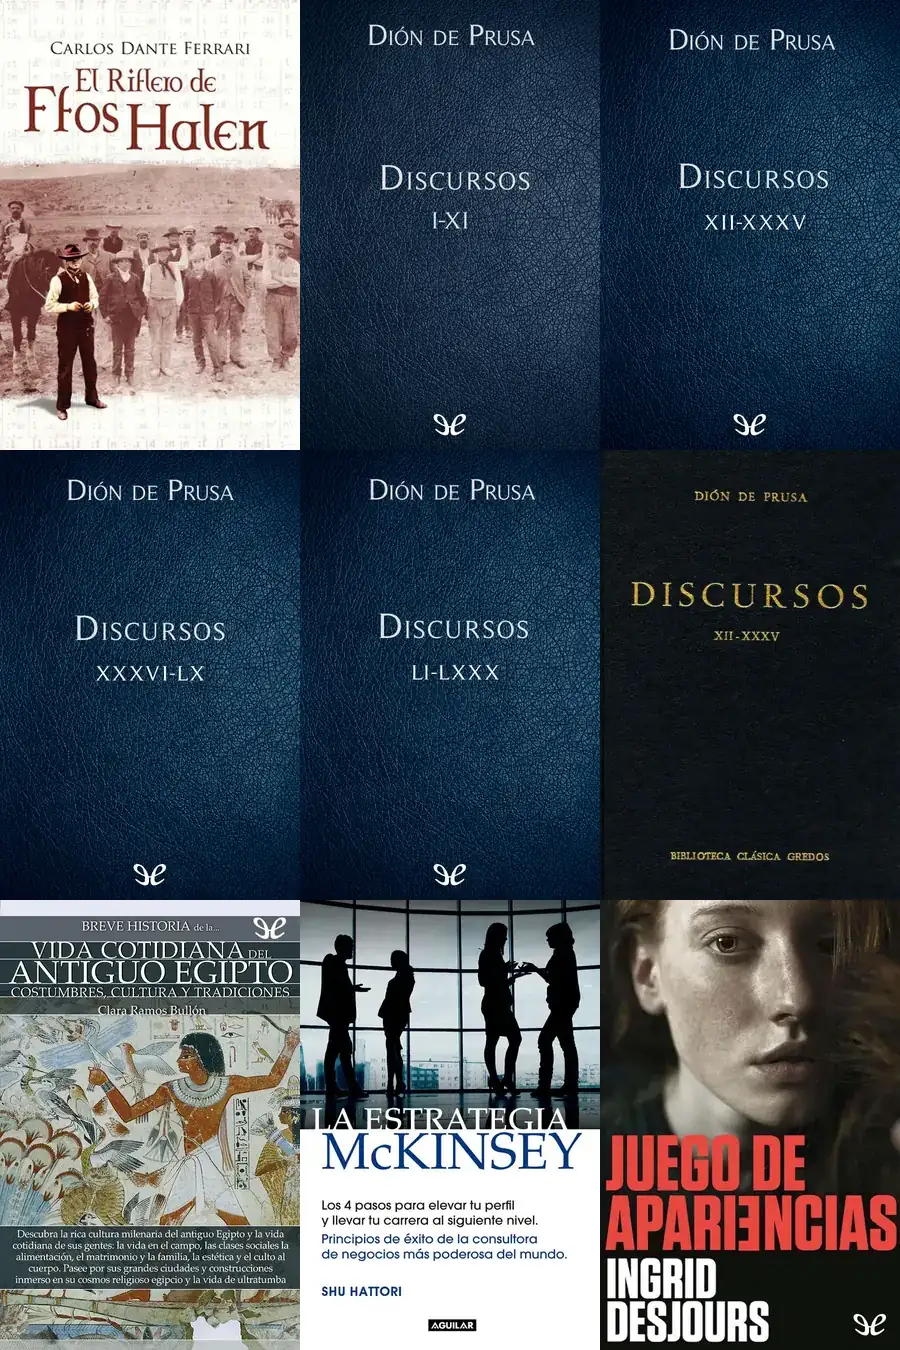 CARLOS DANTE FERRARI
El Riflero de
Ffos Halen
DIÓN DE PRUSA
DISCURSOS
I-XI
DIÓN DE PRUSA
DISCURSOS
XII-XXXV
DIÓN DE PRUSA
DISCURSOS
XXXVI-LX
DIÓN DE PRUSA
DISCURSOS
LI-LXXX
DIÓN DE PRUSA
DISCURSOS
XII-XXXV
BIBLIOTECA CLÁSICA GREDOS
BREVE HISTORIA de la...
VIDA COTIDIANA DEL
ANTIGUO EGIPTO
COSTUMBRES, CULTURA Y TRADICIONES
Clara Ramos Bullón
Descubra la rica cultura milenaria del antiguo Egipto y la vida
cotidiana de sus gentes: la vida en el campo, las clases sociales la
alimentación, el matrimonio y la familia, la estética y el culto al
cuerpo. Pasee por sus grandes ciudades y construcciones
inmerso en su cosmos religioso egipcio y la vida de ultratumba
LA ESTRATEGIA
McKINSEY
Los 4 pasos para elevar tu perfil
y llevar tu carrera al siguiente nivel.
Principios de éxito de la consultora
de negocios más poderosa del mundo.
SHU HATTORI
AGUILAR
JUEGO DE
APARIENCIAS
INGRID
DESJOURS